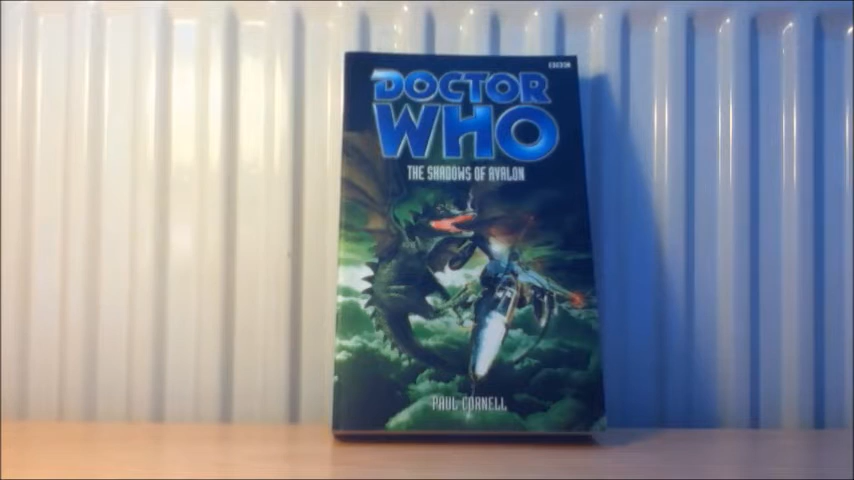 BBC
DOCTOR
WHO
THE SHADOWS OF AVALON
PAUL CORNELL